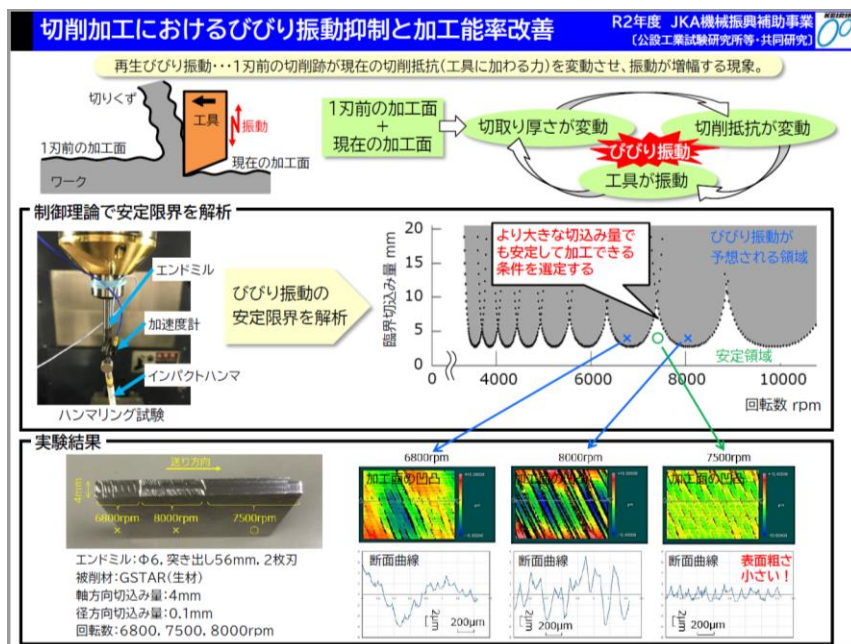 切削加工におけるびびり振動抑制と加工能率改善
R2年度 JKA機械振興補助事業
〔公設工業試験研究所等・共同研究〕
KEIRIN
再生びびり振動・・・1刃前の切削跡が現在の切削抵抗(工具に加わる力)を変動させ、振動が増幅する現象。
切りくず
工具
振動
1刃前の加工面
現在の加工面
ワーク
1刃前の加工面
+
現在の加工面
切取り厚さが変動
切削抵抗が変動
びびり振動
工具が振動
制御理論で安定限界を解析
エンドミル
加速度計
インパクトハンマ
ハンマリング試験
びびり振動の
安定限界を解析
臨界切込み量 mm
20
15
10
5
0
0
4000
6000
8000
10000
回転数 rpm
より大きな切込み量で
も安定して加工できる
条件を選定する
びびり振動が
予想される領域
安定領域
実験結果
送り方向
4mm
6800rpm
×
8000rpm
×
7500rpm
○
エンドミル:Φ6, 突き出し56mm, 2枚刃
被削材:GSTAR(生材)
軸方向切込み量:4mm
径方向切込み量:0.1mm
回転数:6800, 7500, 8000rpm
6800rpm
8000rpm
7500rpm
加工面の凹凸
加工面の凹凸
加工面の凹凸
断面曲線
2μm
200μm
断面曲線
2μm
200μm
断面曲線
表面粗さ
小さい!
2μm
200μm